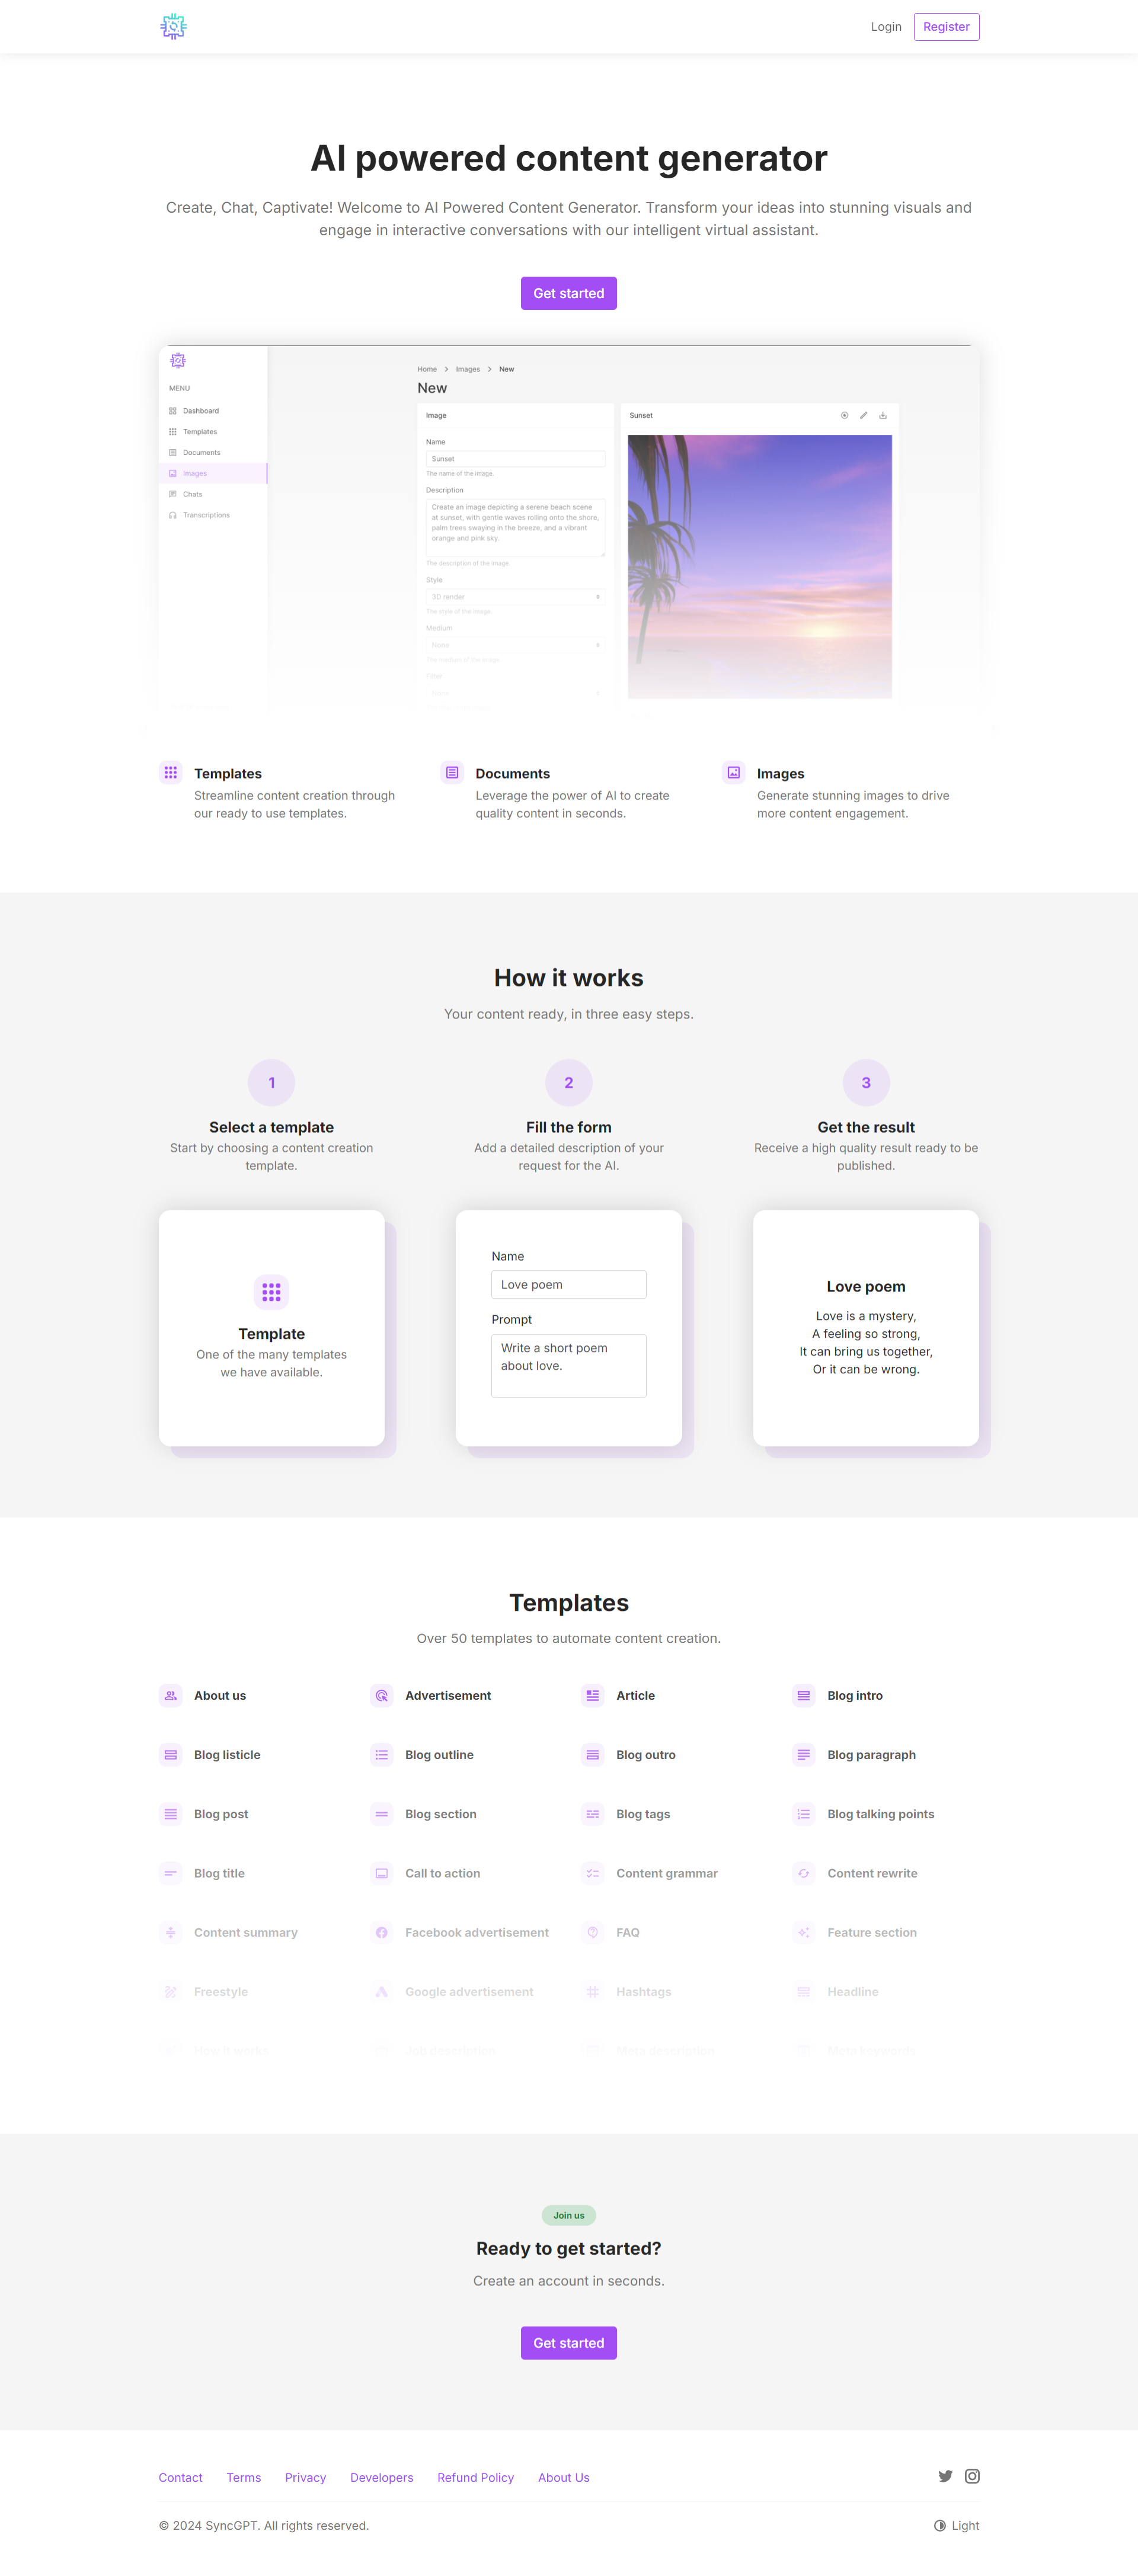 Login
Register
AI powered content generator
Create, Chat, Captivate! Welcome to AI Powered Content Generator. Transform your ideas into stunning visuals and
engage in interactive conversations with our intelligent virtual assistant.
Get started
MENU
Dashboard
Templates
Documents
Images
Chats
Transcriptions
Home > Images > New
New
Image
Name
Sunset
The name of the image.
Description
Create an image depicting a serene beach scene
at sunset, with gentle waves rolling onto the shore,
palm trees swaying in the breeze, and a vibrant
orange and pink sky.
The description of the image.
Style
3D render
The style of the image.
Medium
None
The medium of the image.
Filter
None
Sunset
Templates
Streamline content creation through
our ready to use templates.
Documents
Leverage the power of AI to create
quality content in seconds.
Images
Generate stunning images to drive
more content engagement.
How it works
Your content ready, in three easy steps.
1
Select a template
Start by choosing a content creation
template.
2
Fill the form
Add a detailed description of your
request for the AI.
3
Get the result
Receive a high quality result ready to be
published.
Template
One of the many templates
we have available.
Name
Love poem
Prompt
Write a short poem
about love.
Love poem
Love is a mystery,
A feeling so strong,
It can bring us together,
Or it can be wrong.
Templates
Over 50 templates to automate content creation.
About us
Advertisement
Article
Blog intro
Blog listicle
Blog outline
Blog outro
Blog paragraph
Blog post
Blog section
Blog tags
Blog talking points
Blog title
Call to action
Content grammar
Content rewrite
Content summary
Facebook advertisement
FAQ
Feature section
Freestyle
Google advertisement
Hashtags
Headline
How it works
Job description
Meta description
Meta keywords
Join us
Ready to get started?
Create an account in seconds.
Get started
Contact
Terms
Privacy
Developers
Refund Policy
About Us
© 2024 SyncGPT. All rights reserved.
Light